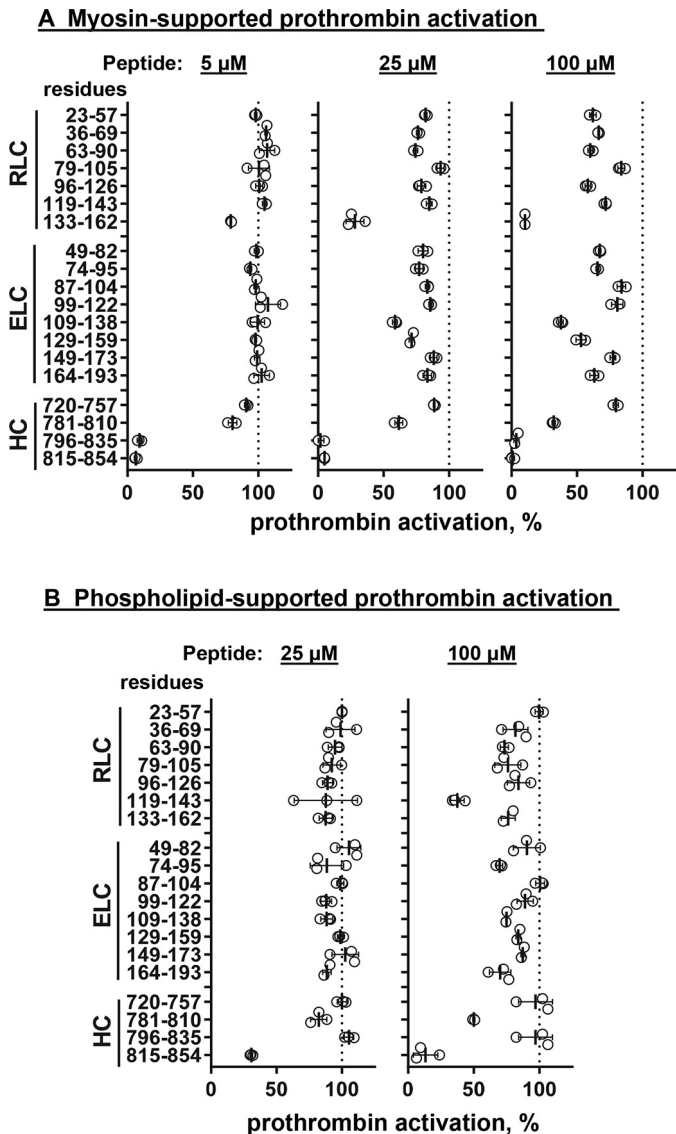 A Myosin-supported prothrombin activation
Peptide: 5 µM 25 µM 100 µM
residues
RLC
23-57
36-69
63-90
79-105
96-126
119-143
133-162
ELC
49-82
74-95
87-104
99-122
109-138
129-159
149-173
164-193
HC
720-757
781-810
796-835
815-854
0 100 0 50 100 0 50 100
prothrombin activation, %
B Phospholipid-supported prothrombin activation
Peptide: 25 µM 100 µM
residues
RLC
23-57
36-69
63-90
79-105
96-126
119-143
133-162
ELC
49-82
74-95
87-104
99-122
109-138
129-159
149-173
164-193
HC
720-757
781-810
796-835
815-854
0 50 100 0 50 100
prothrombin activation, %